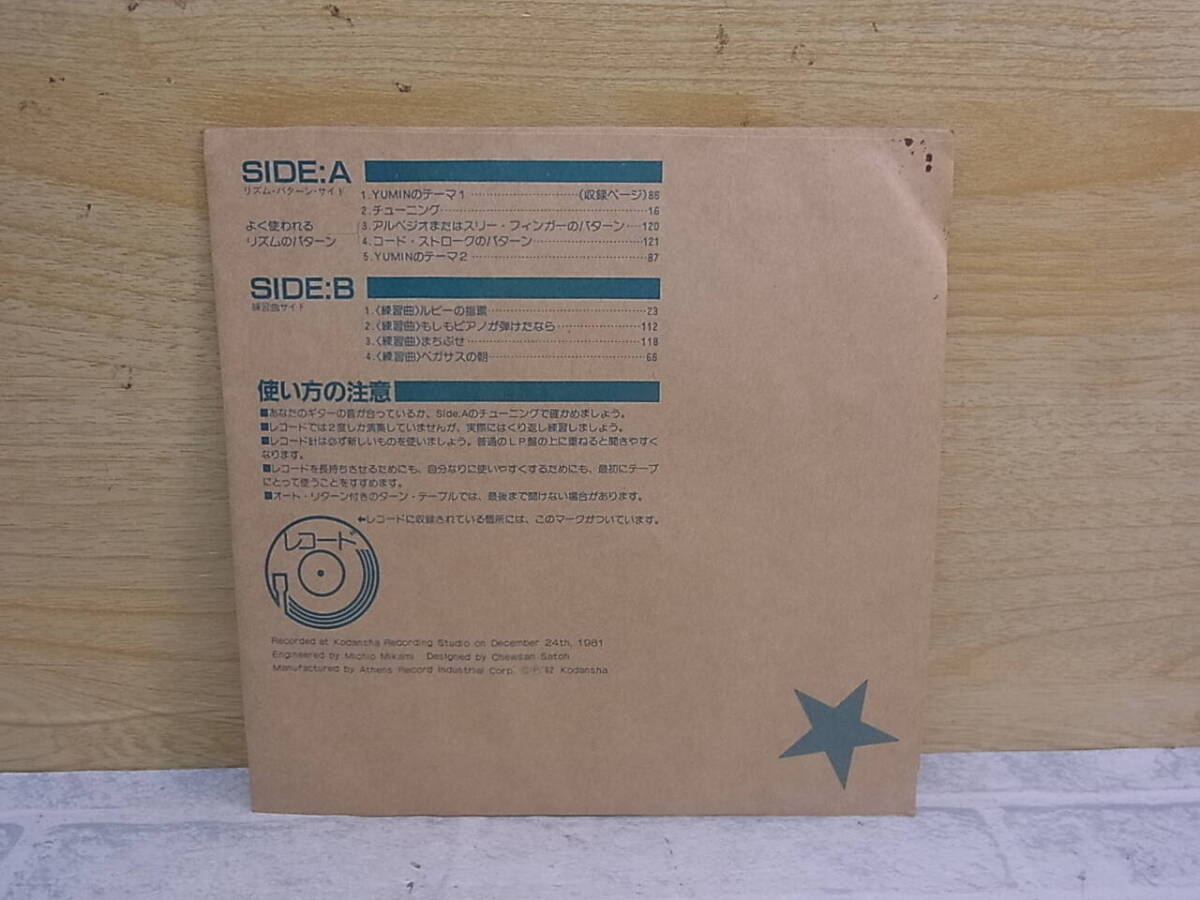 SIDE:A
リズム・パターン・サイド
1. YUMINのテーマ1 ……………………(収録ページ)86
2. チューニング……………………………………16
よく使われる
リズムのパターン
3. アルペジオまたはスリー・フィンガーのパターン……120
4. コード・ストロークのパターン……………………121
5. YUMINのテーマ2 ……………………………………87
SIDE:B
練習曲サイド
1.〈練習曲〉ルビーの指環……………………………23
2.〈練習曲〉もしもピアノが弾けたなら………………112
3.〈練習曲〉まちぶせ…………………………………118
4.〈練習曲〉ペガサスの朝……………………………66
使い方の注意
■あなたのギターの音が合っているか、Side:Aのチューニングで確かめましょう。
■レコードでは2度しか演奏していませんが、実際にはくり返し練習しましょう。
■レコード針は必ず新しいものを使いましょう。普通のLP盤の上に重ねると聞きやすく
なります。
■レコードを長持ちさせるためにも、自分なりに使いやすくするためにも、最初にテープ
にとって使うことをすすめます。
■オート・リターン付きのターン・テーブルでは、最後まで聞けない場合があります。
←レコードに収録されている箇所には、このマークがついています。
レコード
Recorded at Kodansha Recording Studio on December 24th, 1981
Engineered by Michio Mikami Designed by Chewsan Satoh
Manufactured by Athens Record Industrial Corp. ©℗'82 Kodansha